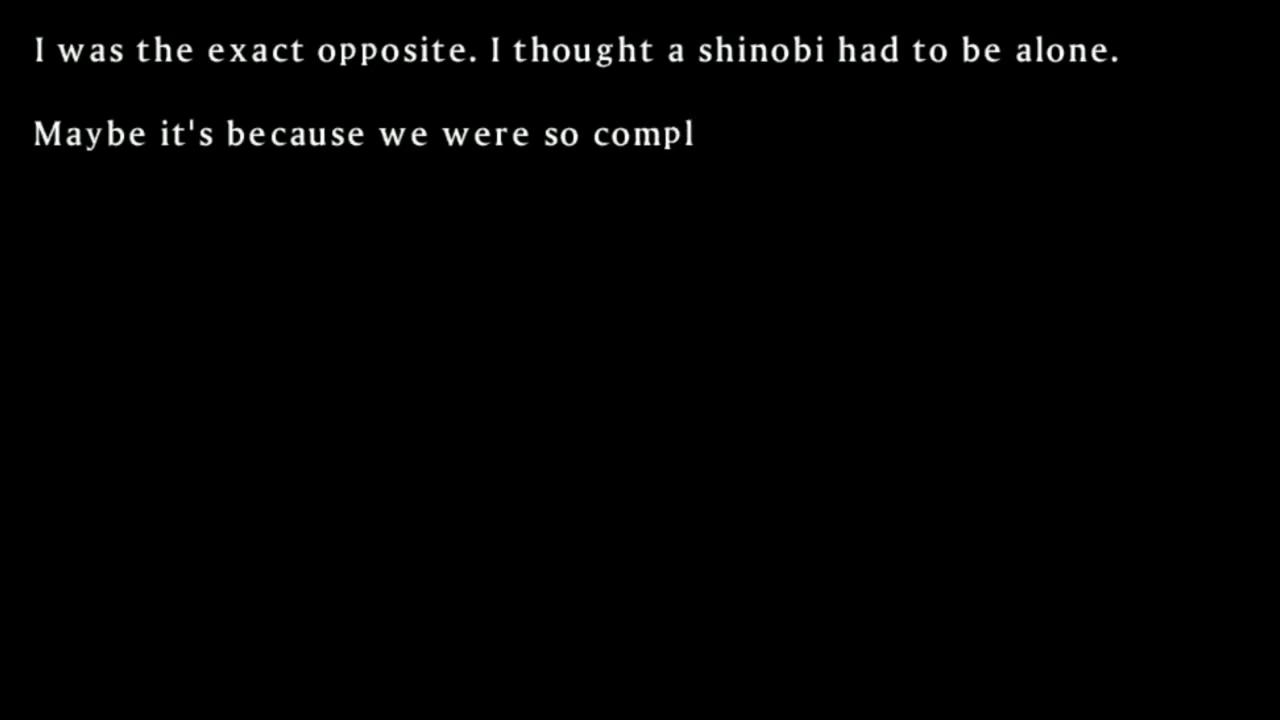 I was the exact opposite. I thought a shinobi had to be alone.
Maybe it's because we were so compl